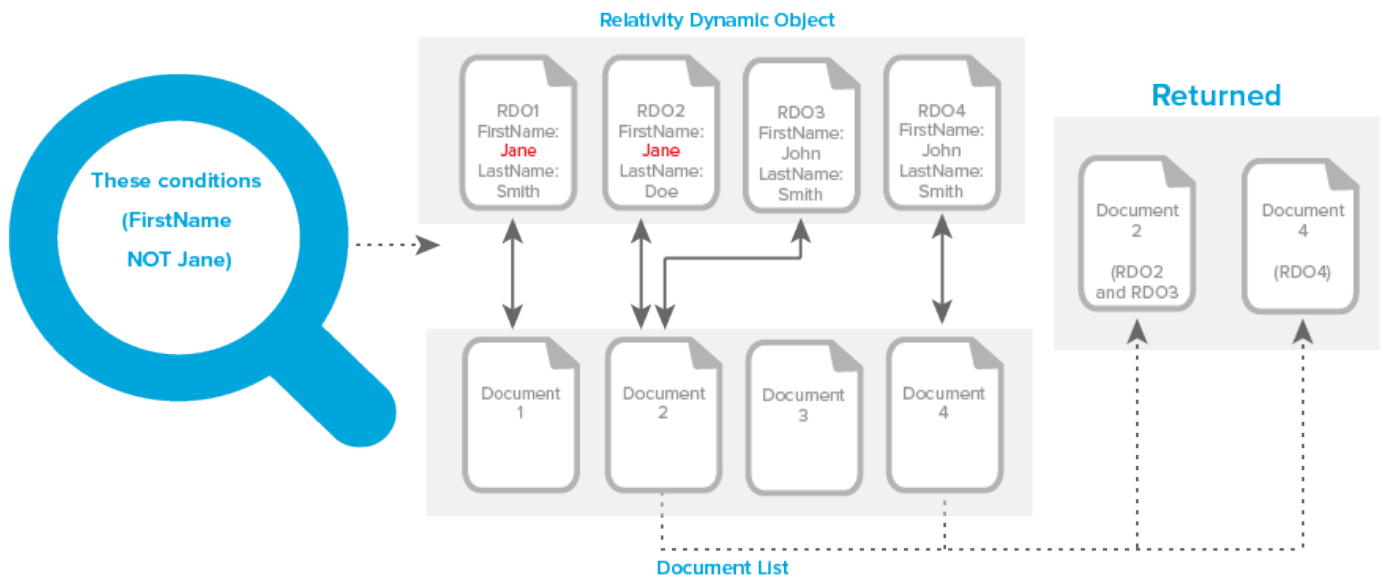 Relativity Dynamic Object
These conditions
(FirstName
NOT Jane)
RDO1
FirstName:
Jane
LastName:
Smith
RDO2
FirstName:
Jane
LastName:
Doe
RDO3
FirstName:
John
LastName:
Smith
RDO4
FirstName:
John
LastName:
Smith
Document
1
Document
2
Document
3
Document
4
Document List
Returned
Document
2
(RDO2
and RDO3
Document
4
(RDO4)